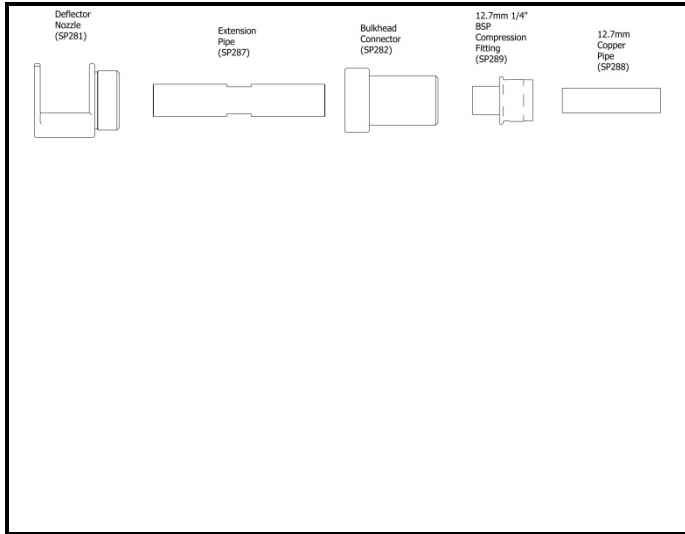 Deflector
Nozzle
(SP281)
Extension
Pipe
(SP287)
Bulkhead
Connector
(SP282)
12.7mm 1/4"
BSP
Compression
Fitting
(SP289)
12.7mm
Copper
Pipe
(SP288)